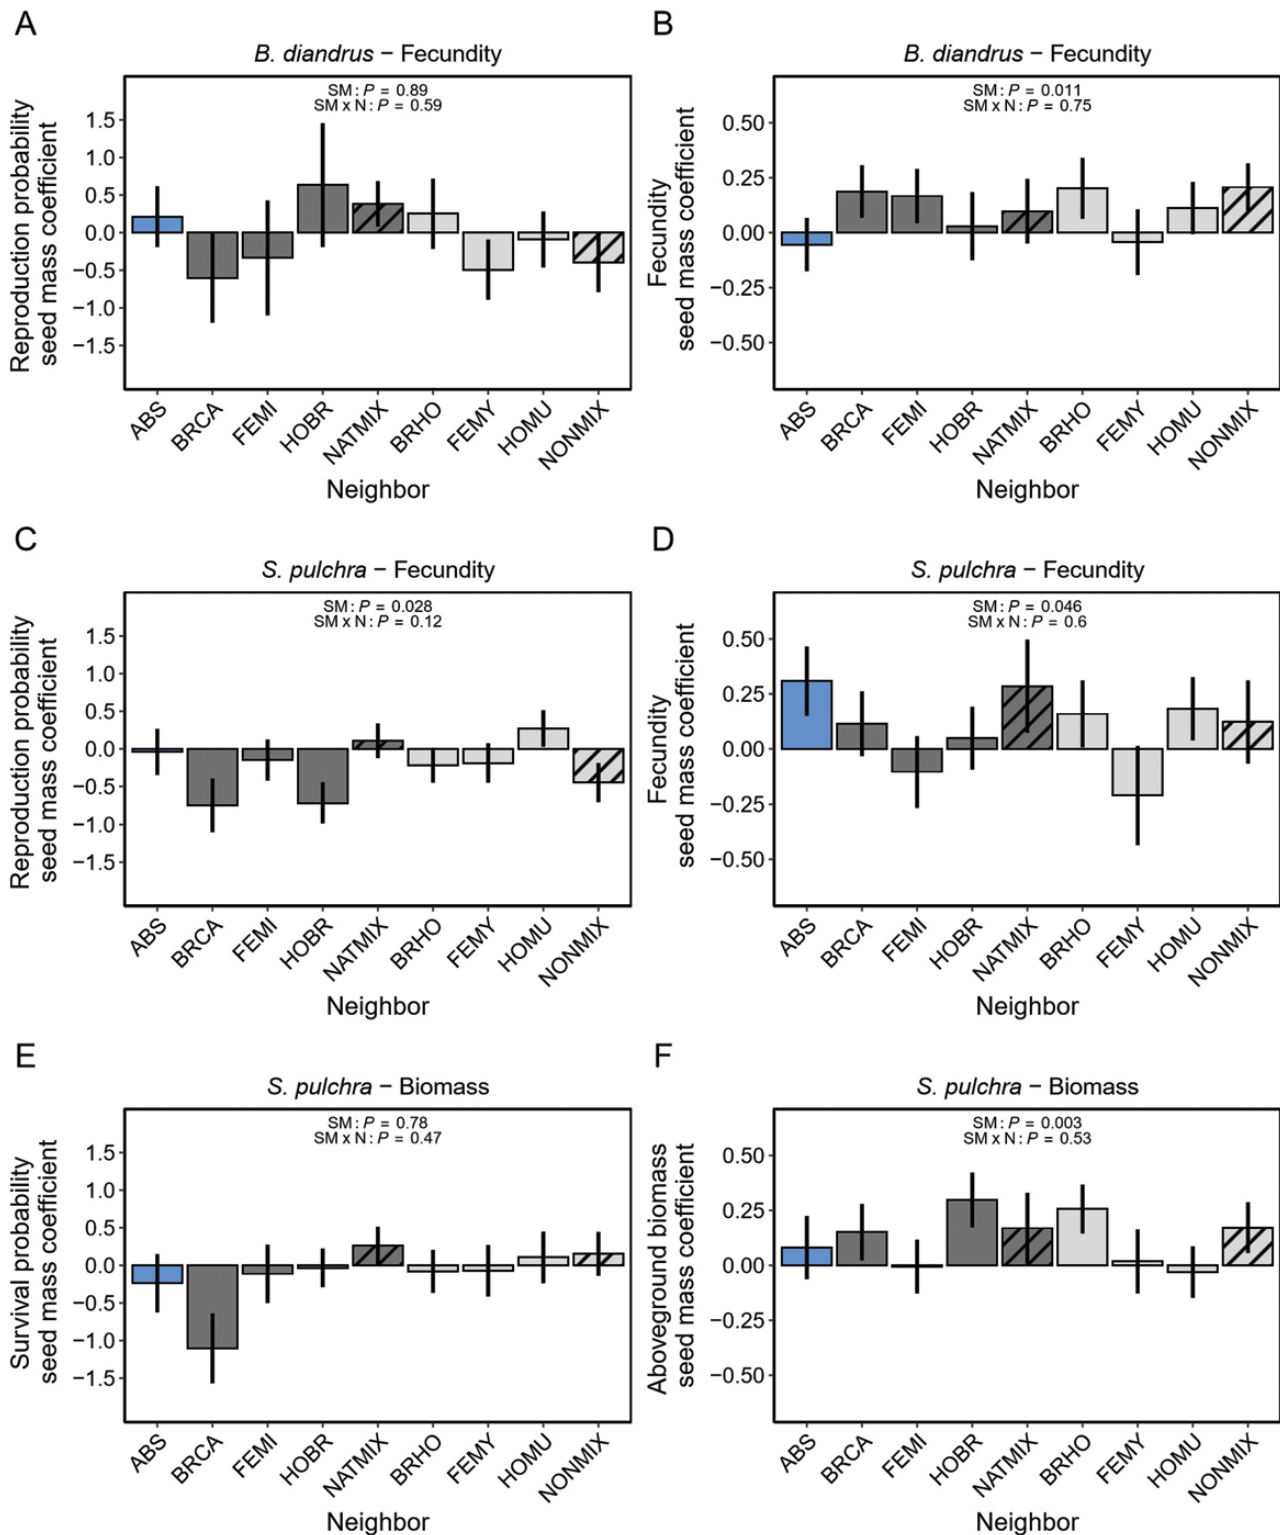 A
B. diandrus − Fecundity
SM: P = 0.89
SM x N: P = 0.59
Reproduction probability
seed mass coefficient
1.5
1.0
0.5
0.0
−0.5
−1.0
−1.5
ABS
BRCA
FEMI
HOBR
NATMIX
BRHO
FEMY
HOMU
NONMIX
Neighbor
B
B. diandrus − Fecundity
SM: P = 0.011
SM x N: P = 0.75
Fecundity
seed mass coefficient
0.50
0.25
0.00
−0.25
−0.50
ABS
BRCA
FEMI
HOBR
NATMIX
BRHO
FEMY
HOMU
NONMIX
Neighbor
C
S. pulchra − Fecundity
SM: P = 0.028
SM x N: P = 0.12
Reproduction probability
seed mass coefficient
1.5
1.0
0.5
0.0
−0.5
−1.0
−1.5
ABS
BRCA
FEMI
HOBR
NATMIX
BRHO
FEMY
HOMU
NONMIX
Neighbor
D
S. pulchra − Fecundity
SM: P = 0.046
SM x N: P = 0.6
Fecundity
seed mass coefficient
0.50
0.25
0.00
−0.25
−0.50
ABS
BRCA
FEMI
HOBR
NATMIX
BRHO
FEMY
HOMU
NONMIX
Neighbor
E
S. pulchra − Biomass
SM: P = 0.78
SM x N: P = 0.47
Survival probability
seed mass coefficient
1.5
1.0
0.5
0.0
−0.5
−1.0
−1.5
ABS
BRCA
FEMI
HOBR
NATMIX
BRHO
FEMY
HOMU
NONMIX
Neighbor
F
S. pulchra − Biomass
SM: P = 0.003
SM x N: P = 0.53
Aboveground biomass
seed mass coefficient
0.50
0.25
0.00
−0.25
−0.50
ABS
BRCA
FEMI
HOBR
NATMIX
BRHO
FEMY
HOMU
NONMIX
Neighbor